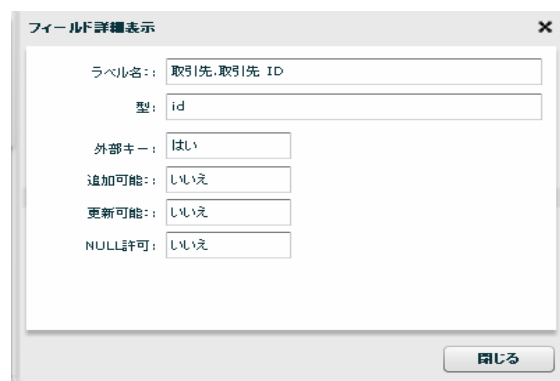 フィールド詳細表示
ラベル名:: 取引先.取引先 ID
型: id
外部キー: はい
追加可能:: いいえ
更新可能:: いいえ
NULL許可: いいえ
閉じる